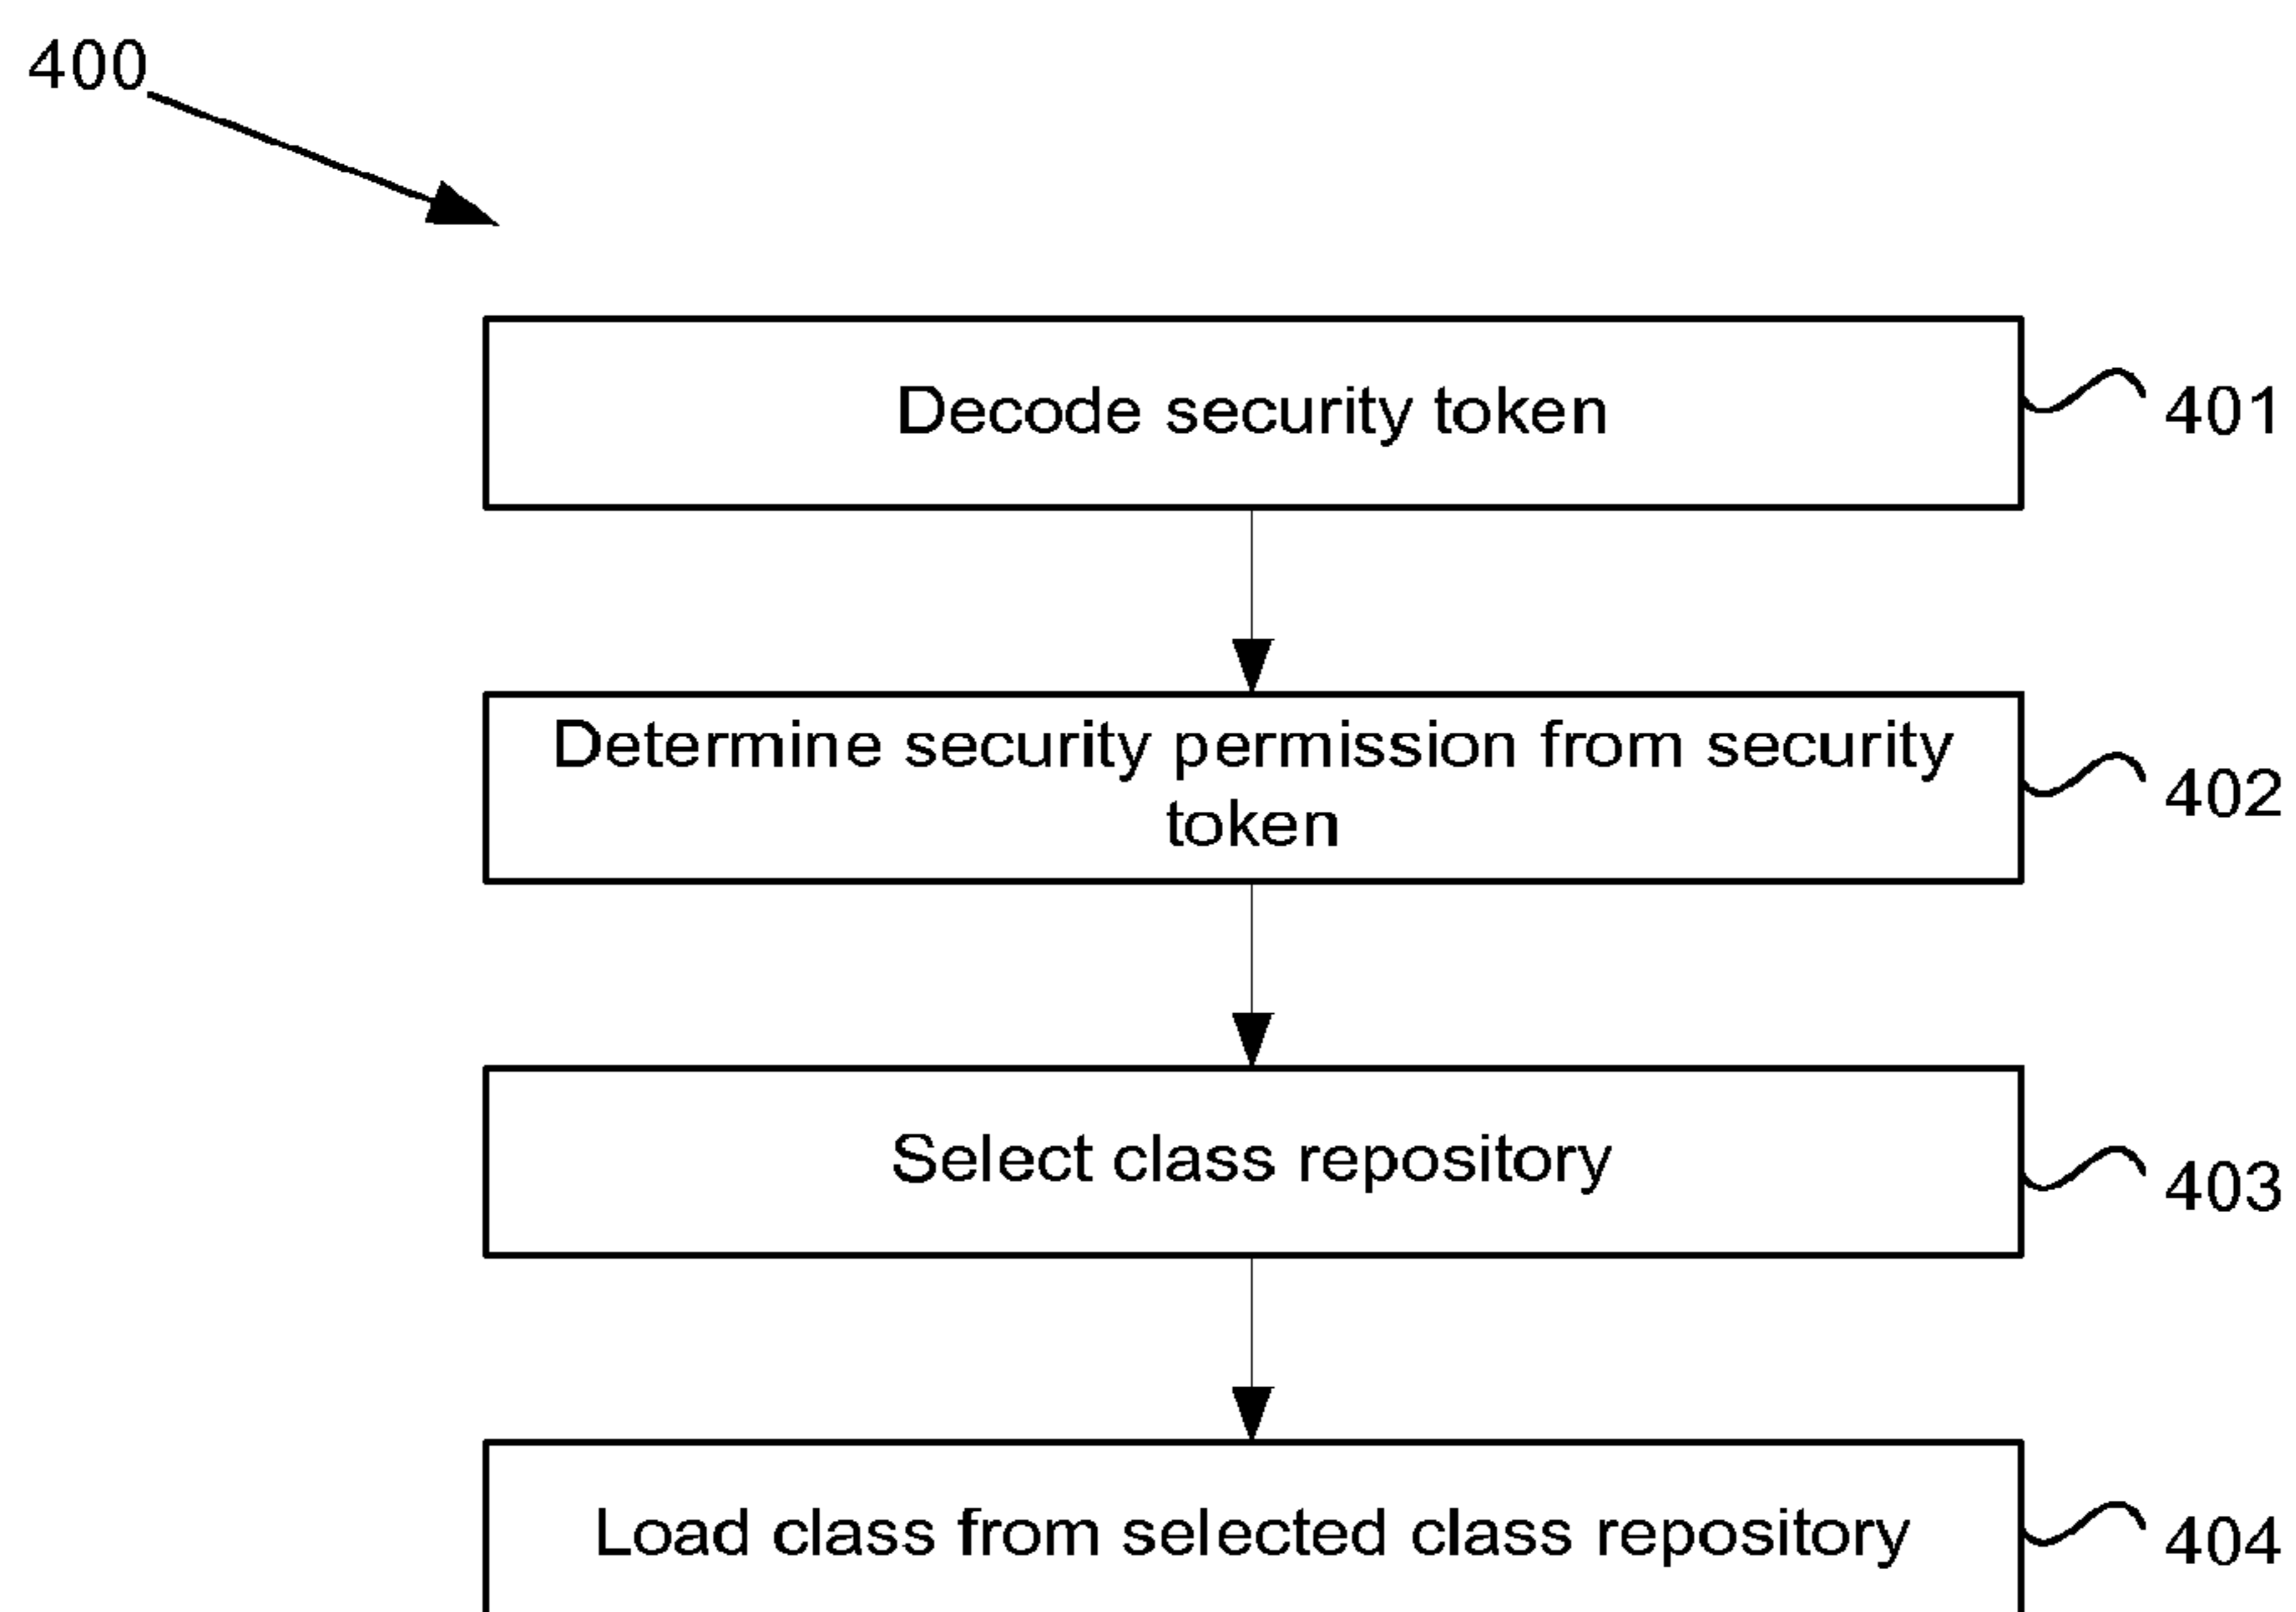 400
Decode security token
401
Determine security permission from security
token
402
Select class repository
403
Load class from selected class repository
404